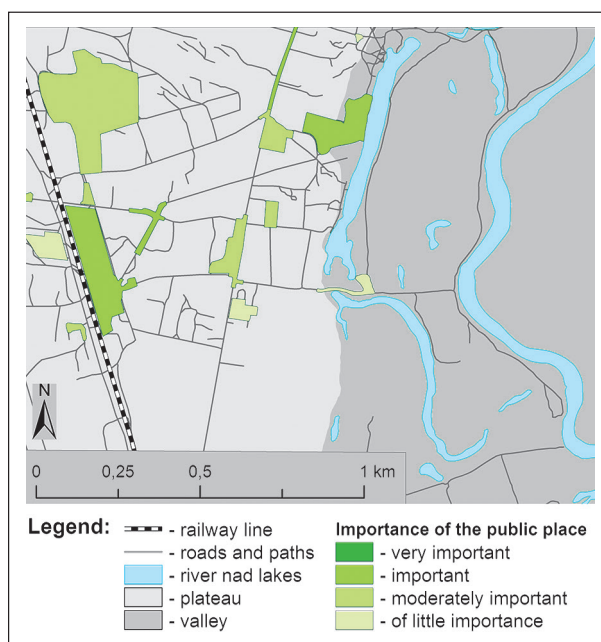 N
0 0,25 0,5 1 km
Legend:
- railway line
- roads and paths
- river nad lakes
- plateau
- valley
Importance of the public place
- very important
- important
- moderately important
- of little importance